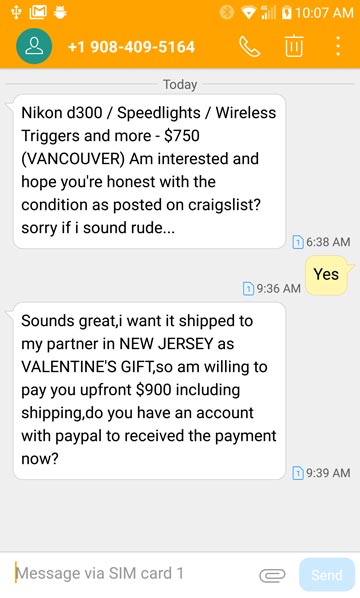 10:07 AM
+1 908-409-5164
Today
Nikon d300 / Speedlights / Wireless
Triggers and more - $750
(VANCOUVER) Am interested and
hope you're honest with the
condition as posted on craigslist?
sorry if i sound rude...
1 6:38 AM
Yes
1 9:36 AM
Sounds great,i want it shipped to
my partner in NEW JERSEY as
VALENTINE'S GIFT,so am willing to
pay you upfront $900 including
shipping,do you have an account
with paypal to received the payment
now?
1 9:39 AM
Message via SIM card 1
Send